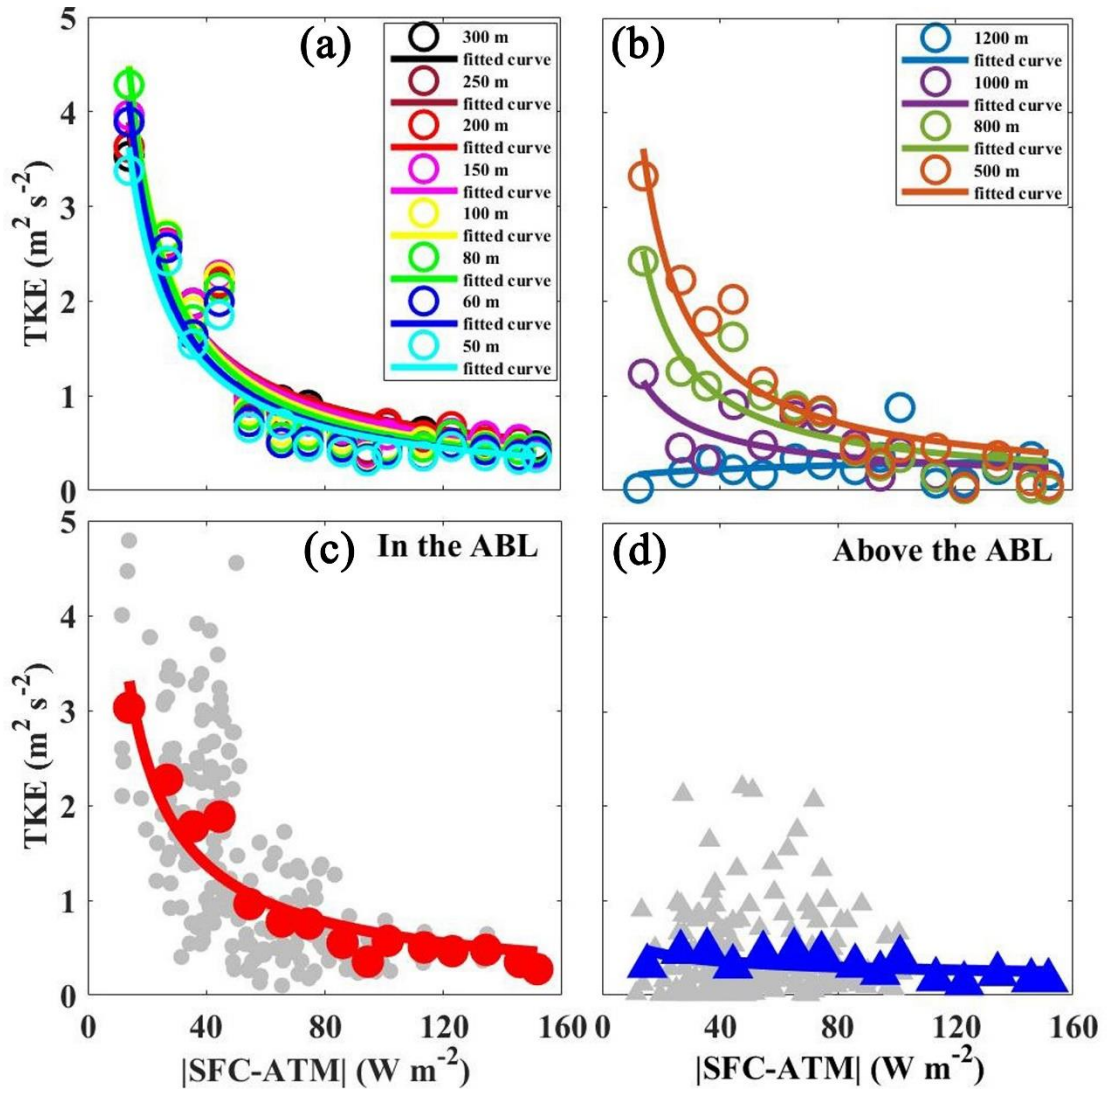 (a)
300 m
fitted curve
250 m
fitted curve
200 m
fitted curve
150 m
fitted curve
100 m
fitted curve
80 m
fitted curve
60 m
fitted curve
50 m
fitted curve
5
4
3
2
1
0
TKE (m² s⁻²)
(b)
1200 m
fitted curve
1000 m
fitted curve
800 m
fitted curve
500 m
fitted curve
(c) In the ABL
5
4
3
2
1
0
TKE (m² s⁻²)
0 40 80 120 160
|SFC-ATM| (W m⁻²)
(d) Above the ABL
0 40 80 120 160
|SFC-ATM| (W m⁻²)